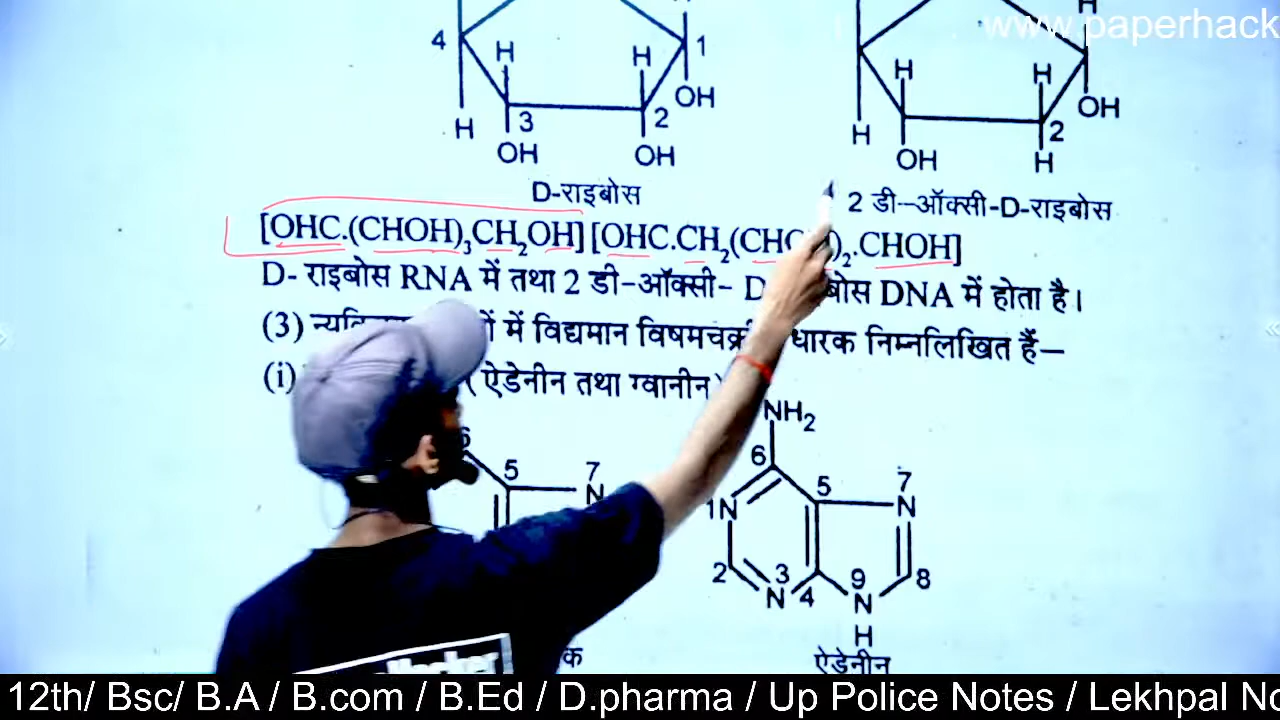 www.paperhack
4 H 1 H H
H 3 2 OH H H OH
OH OH H 2
OH H
D-राइबोस
2 डी-ऑक्सी-D-राइबोस
[OHC.(CHOH)3CH2OH] [OHC.CH2(CH )2.CHOH]
D- राइबोस RNA में तथा 2 डी-ऑक्सी- D बोस DNA में होता है।
(3) में विद्यमान धारक निम्नलिखित हैं—
(i) (ऐडेनीन तथा ग्वानीन)
NH2
6 5 7 6 5 7
N 1N N
2 3 4 9 8
N N
H
ऐडेनीन
12th/ Bsc/ B.A / B.com / B.Ed / D.pharma / Up Police Notes / Lekhpal No